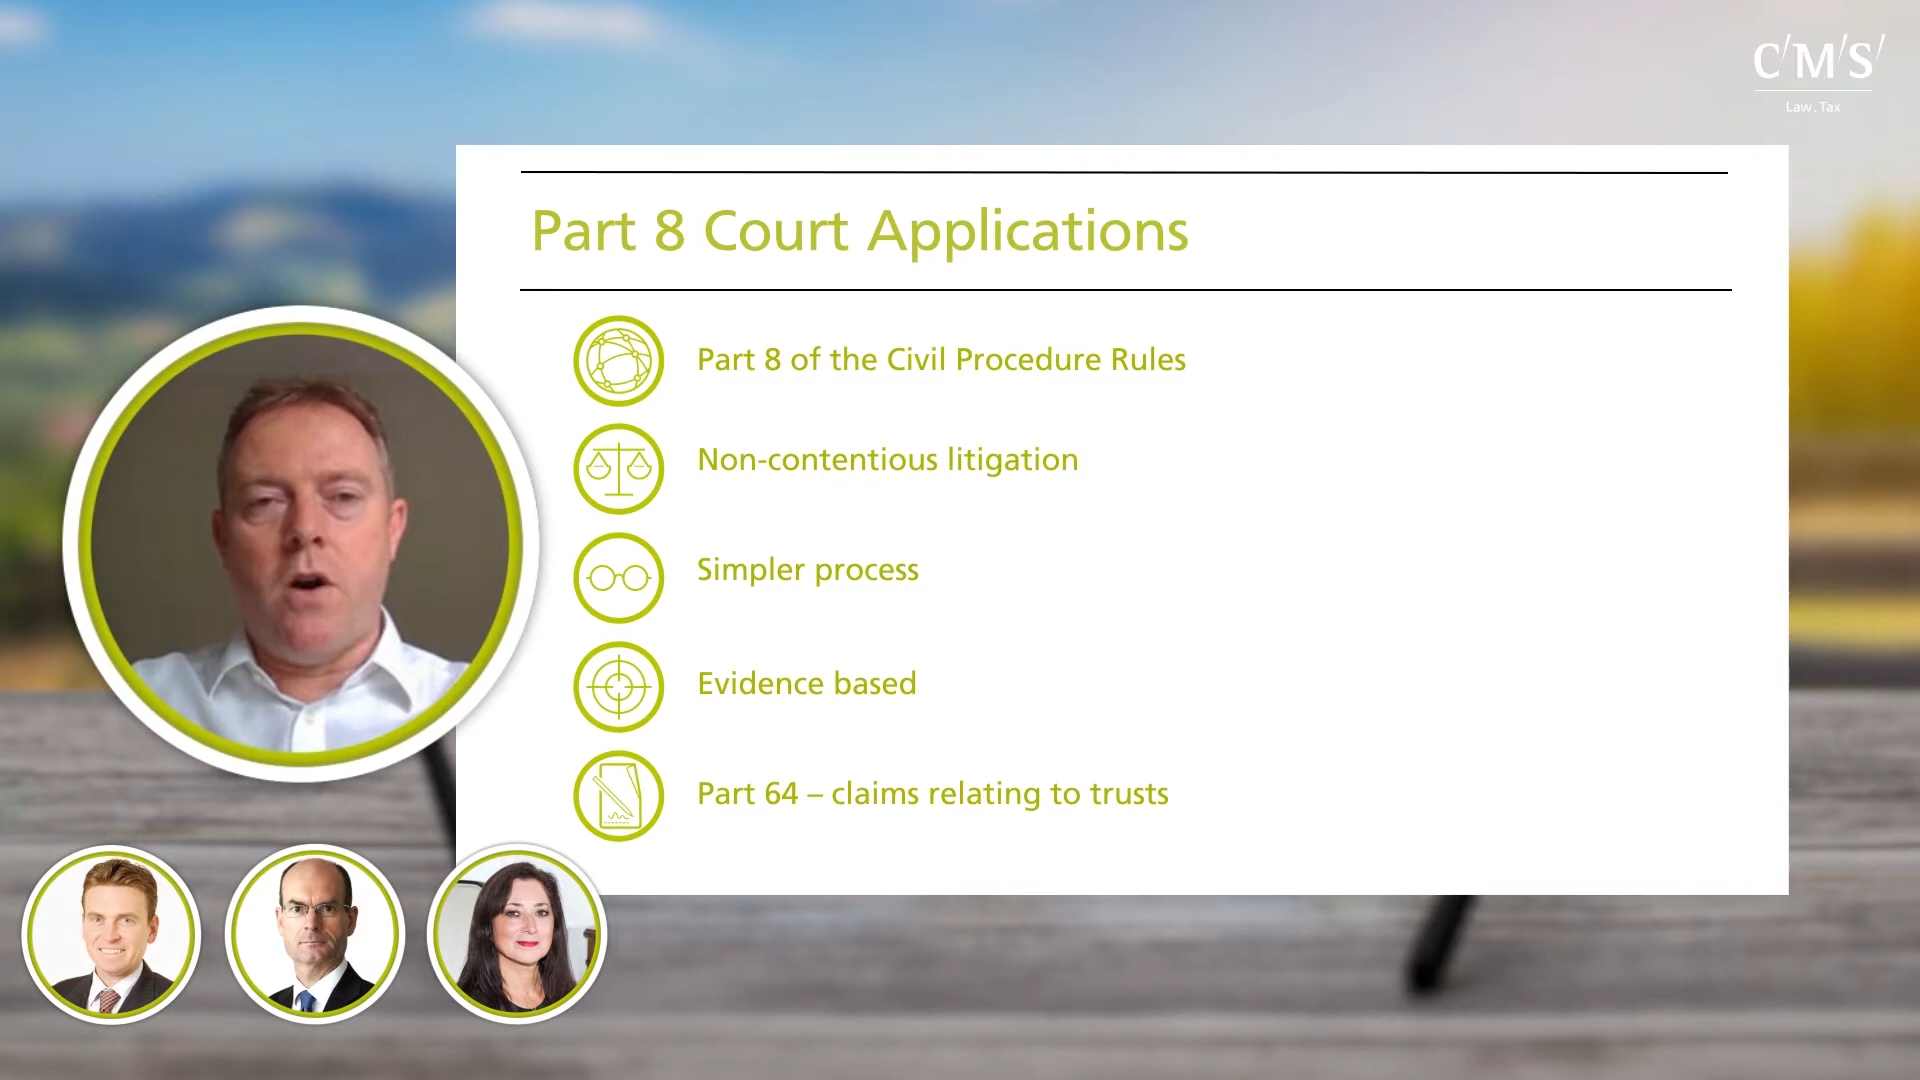 C'M'S'
Law.Tax
Part 8 Court Applications
Part 8 of the Civil Procedure Rules
Non-contentious litigation
Simpler process
Evidence based
Part 64 – claims relating to trusts